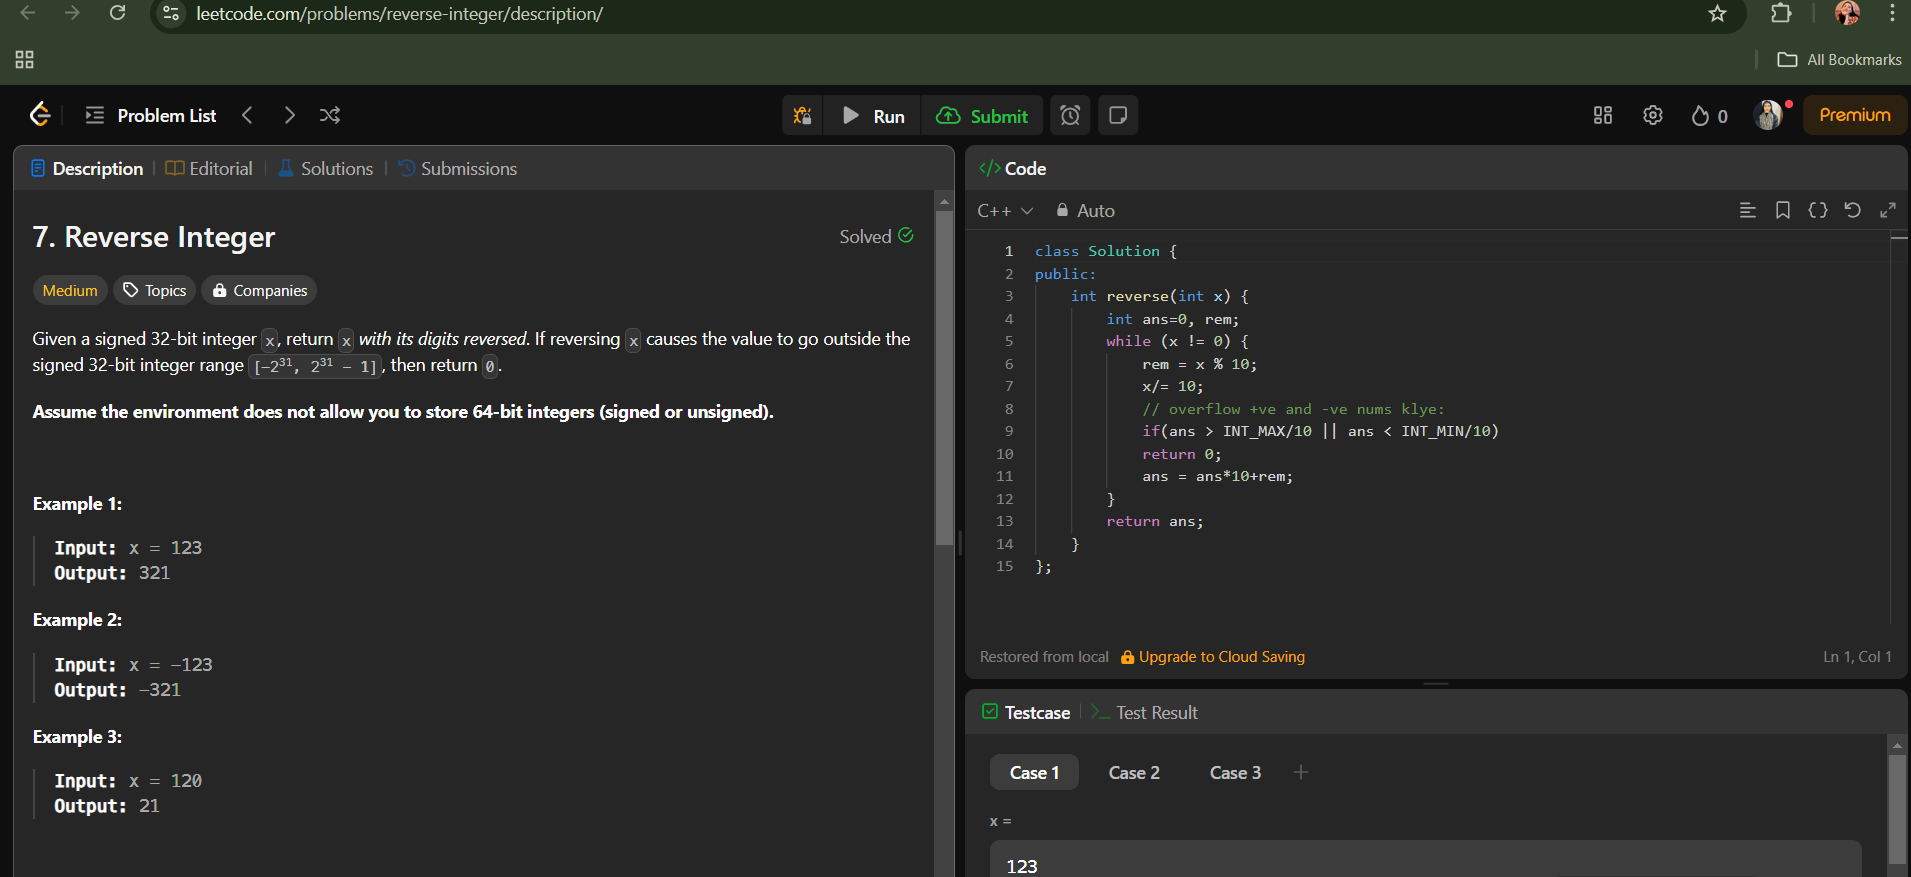 leetcode.com/problems/reverse-integer/description/
All Bookmarks
Problem List
Run
Submit
0
Premium
Description
Editorial
Solutions
Submissions
7. Reverse Integer
Solved
Medium
Topics
Companies
Given a signed 32-bit integer x, return x with its digits reversed. If reversing x causes the value to go outside the
signed 32-bit integer range [-2³¹, 2³¹ - 1], then return 0.
Assume the environment does not allow you to store 64-bit integers (signed or unsigned).
Example 1:
Input: x = 123
Output: 321
Example 2:
Input: x = -123
Output: -321
Example 3:
Input: x = 120
Output: 21
</> Code
C++
Auto
1 class Solution {
2 public:
3 int reverse(int x) {
4 int ans=0, rem;
5 while (x != 0) {
6 rem = x % 10;
7 x/= 10;
8 // overflow +ve and -ve nums klye:
9 if(ans > INT_MAX/10 || ans < INT_MIN/10)
10 return 0;
11 ans = ans*10+rem;
12 }
13 return ans;
14 }
15 };
Restored from local
Upgrade to Cloud Saving
Ln 1, Col 1
Testcase
Test Result
Case 1
Case 2
Case 3
x =
123